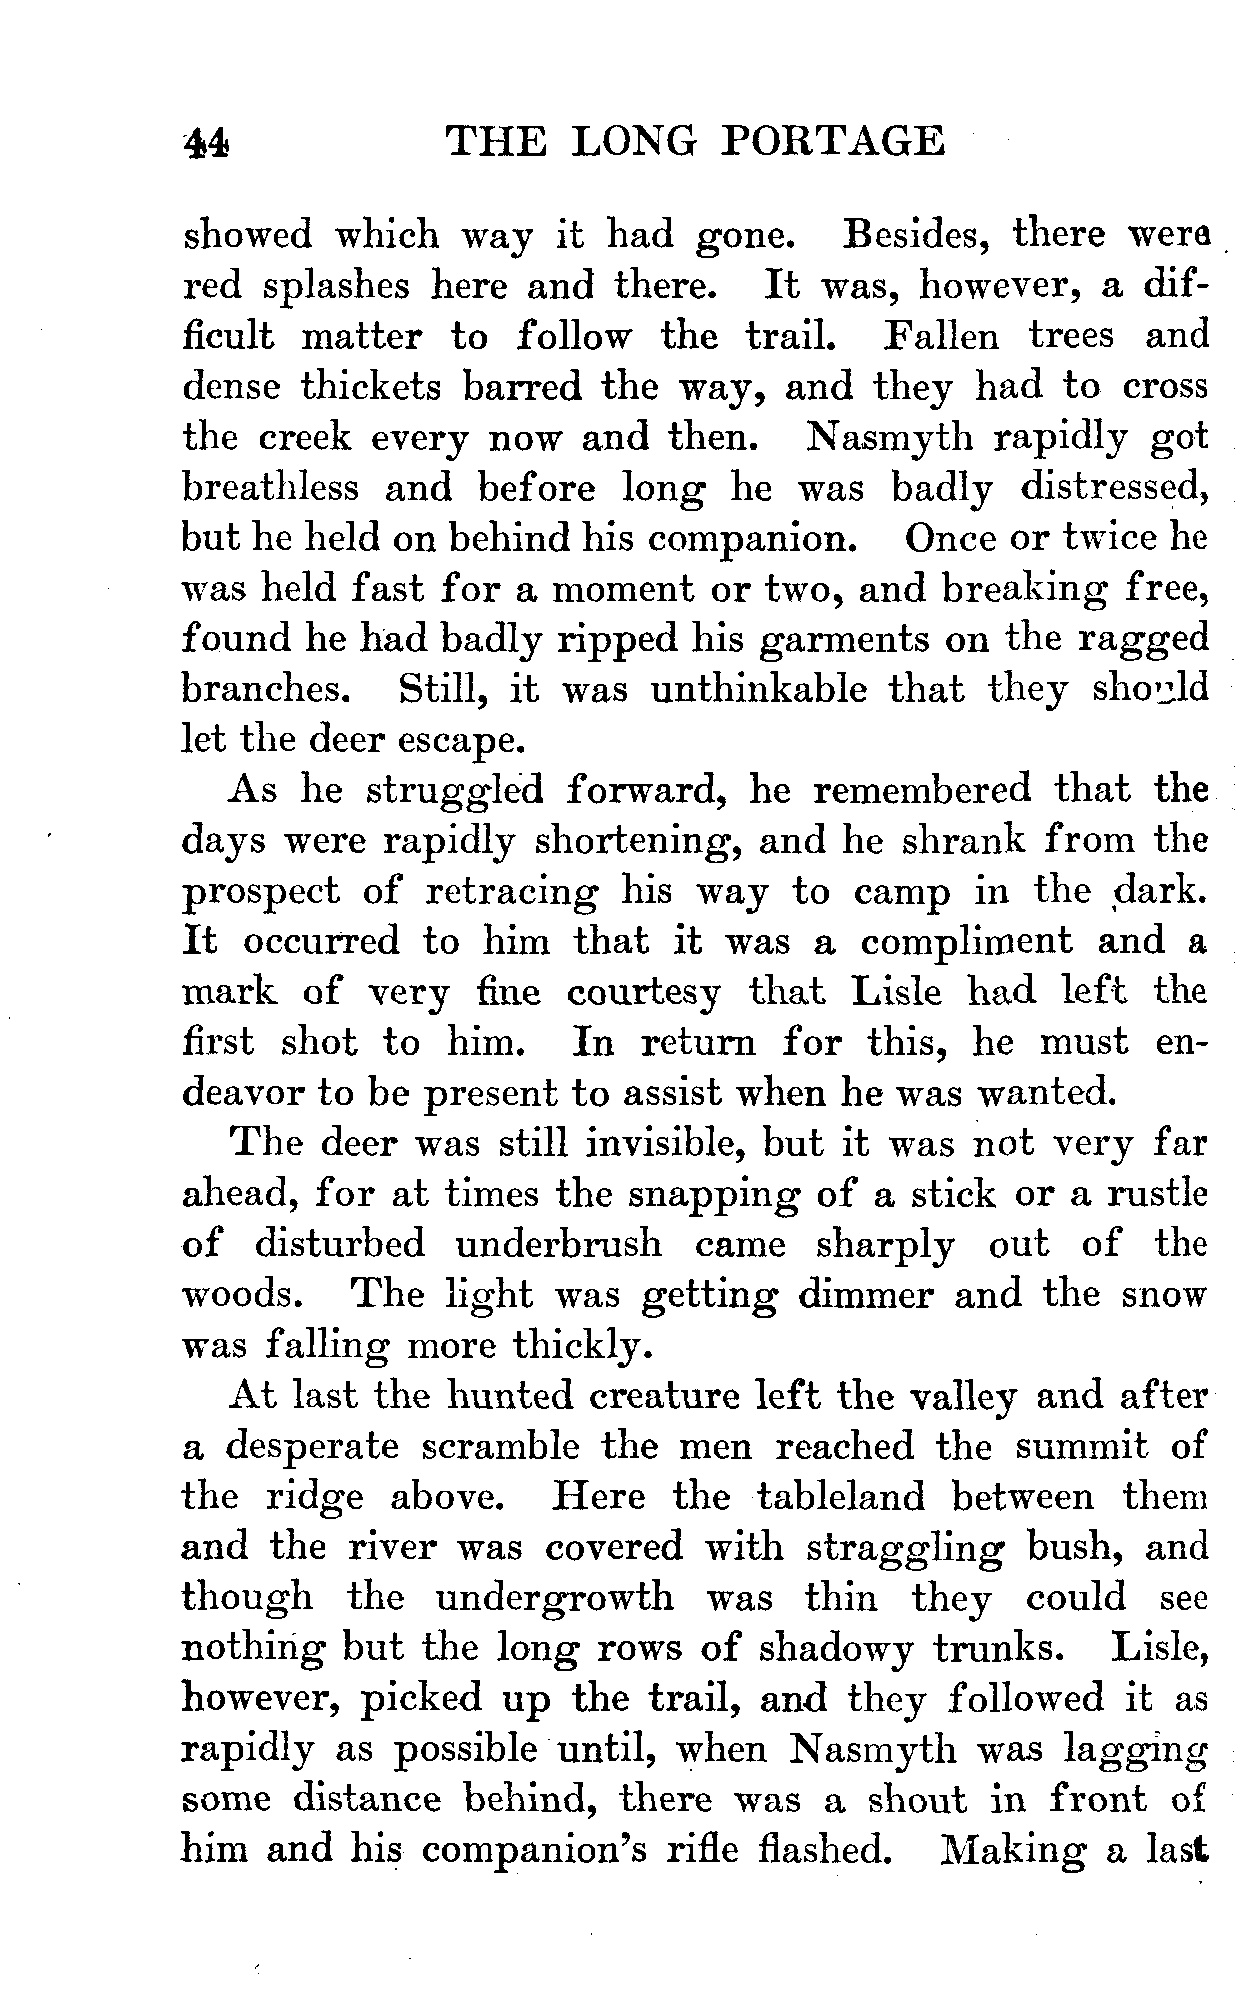 44 THE LONG PORTAGE
showed which way it had gone. Besides, there were
red splashes here and there. It was, however, a dif-
ficult matter to follow the trail. Fallen trees and
dense thickets barred the way, and they had to cross
the creek every now and then. Nasmyth rapidly got
breathless and before long he was badly distressed,
but he held on behind his companion. Once or twice he
was held fast for a moment or two, and breaking free,
found he had badly ripped his garments on the ragged
branches. Still, it was unthinkable that they should
let the deer escape.
As he struggled forward, he remembered that the
days were rapidly shortening, and he shrank from the
prospect of retracing his way to camp in the dark.
It occurred to him that it was a compliment and a
mark of very fine courtesy that Lisle had left the
first shot to him. In return for this, he must en-
deavor to be present to assist when he was wanted.
The deer was still invisible, but it was not very far
ahead, for at times the snapping of a stick or a rustle
of disturbed underbrush came sharply out of the
woods. The light was getting dimmer and the snow
was falling more thickly.
At last the hunted creature left the valley and after
a desperate scramble the men reached the summit of
the ridge above. Here the tableland between them
and the river was covered with straggling bush, and
though the undergrowth was thin they could see
nothing but the long rows of shadowy trunks. Lisle,
however, picked up the trail, and they followed it as
rapidly as possible until, when Nasmyth was lagging
some distance behind, there was a shout in front of
him and his companion's rifle flashed. Making a last